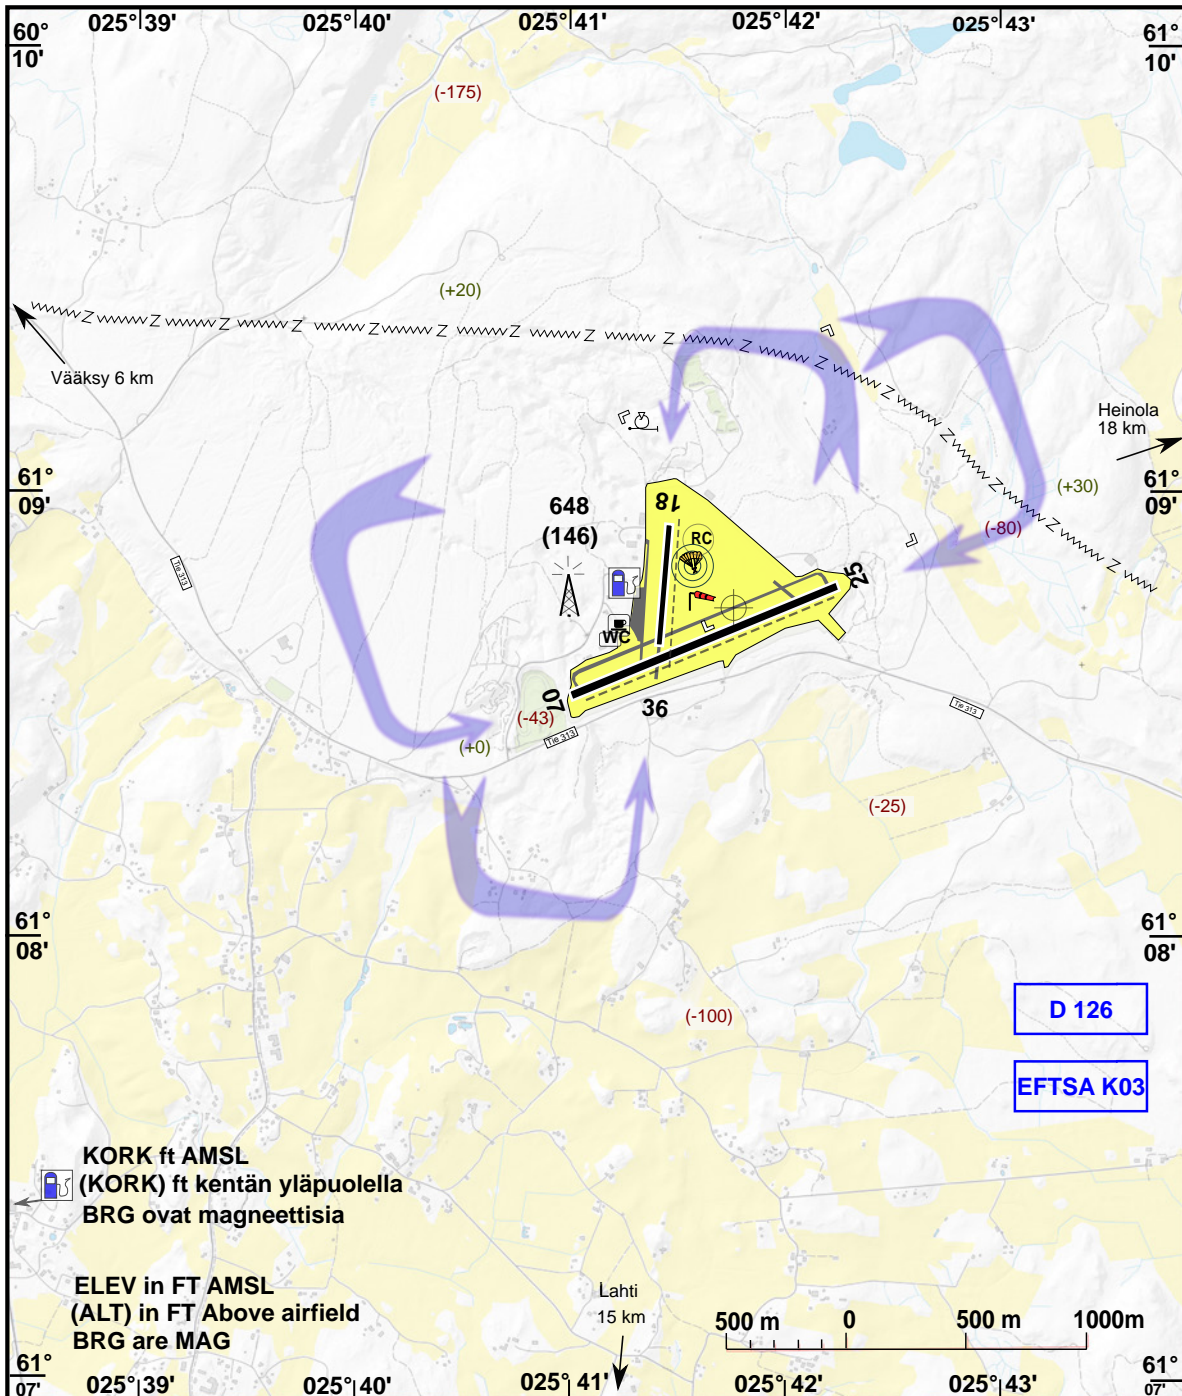 025°39'
025°40'
025°41'
025°42'
025°43'
60°
10'
61°
10'
(-175)
(+20)
Vääksy 6 km
Heinola
18 km
61°
09'
61°
09'
(+30)
(-80)
648
(146)
18
RC
25
WC
Tie 313
07
36
(-43)
(+0)
Tie 313
Tie 313
(-25)
61°
08'
61°
08'
D 126
(-100)
EFTSA K03
KORK ft AMSL
(KORK) ft kentän yläpuolella
BRG ovat magneettisia
ELEV in FT AMSL
(ALT) in FT Above airfield
BRG are MAG
Lahti
15 km
500 m
0
500 m
1000m
61°
07'
61°
07'
025°39'
025°40'
025°41'
025°42'
025°43'